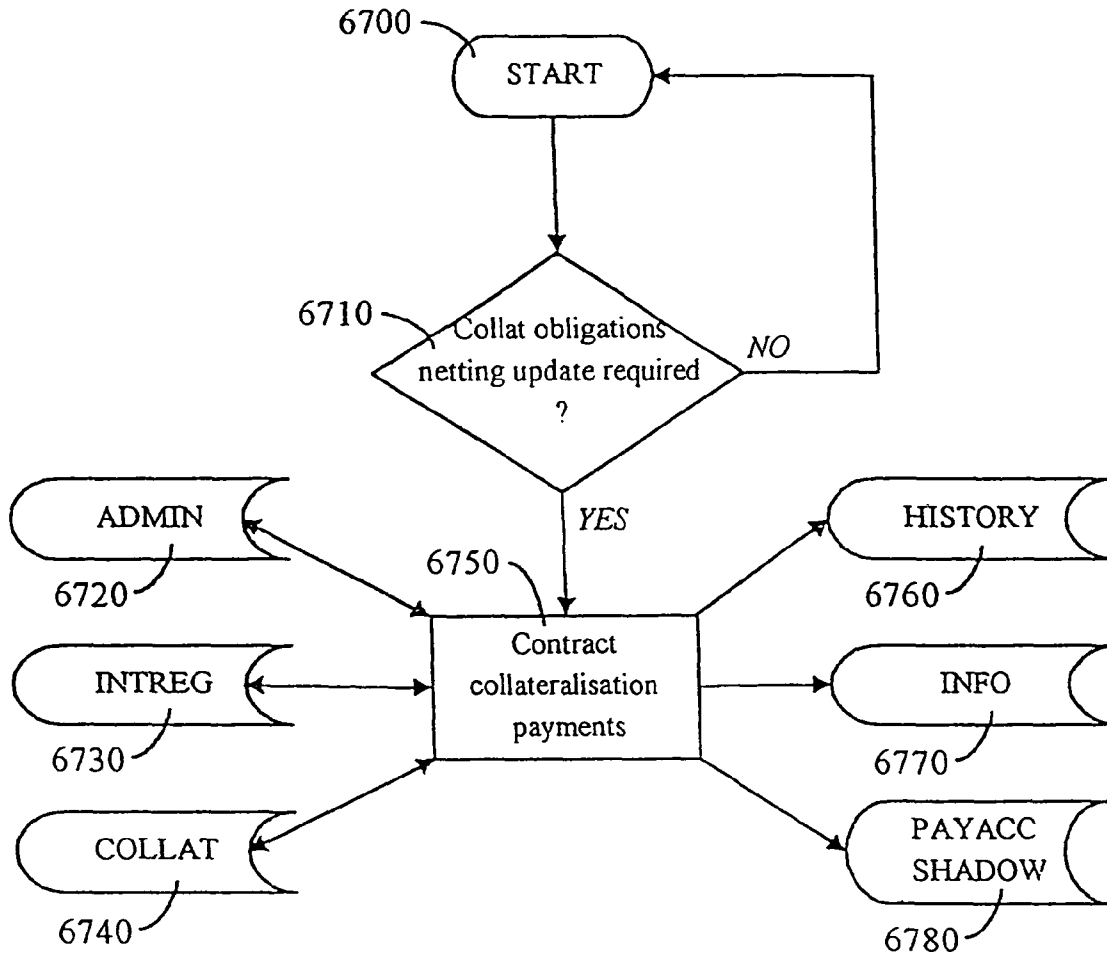 6700
START
6710
Collat obligations
netting update required
?
NO
YES
ADMIN
6720
6750
HISTORY
6760
INTREG
6730
Contract
collateralisation
payments
INFO
6770
COLLAT
6740
PAYACC
SHADOW
6780